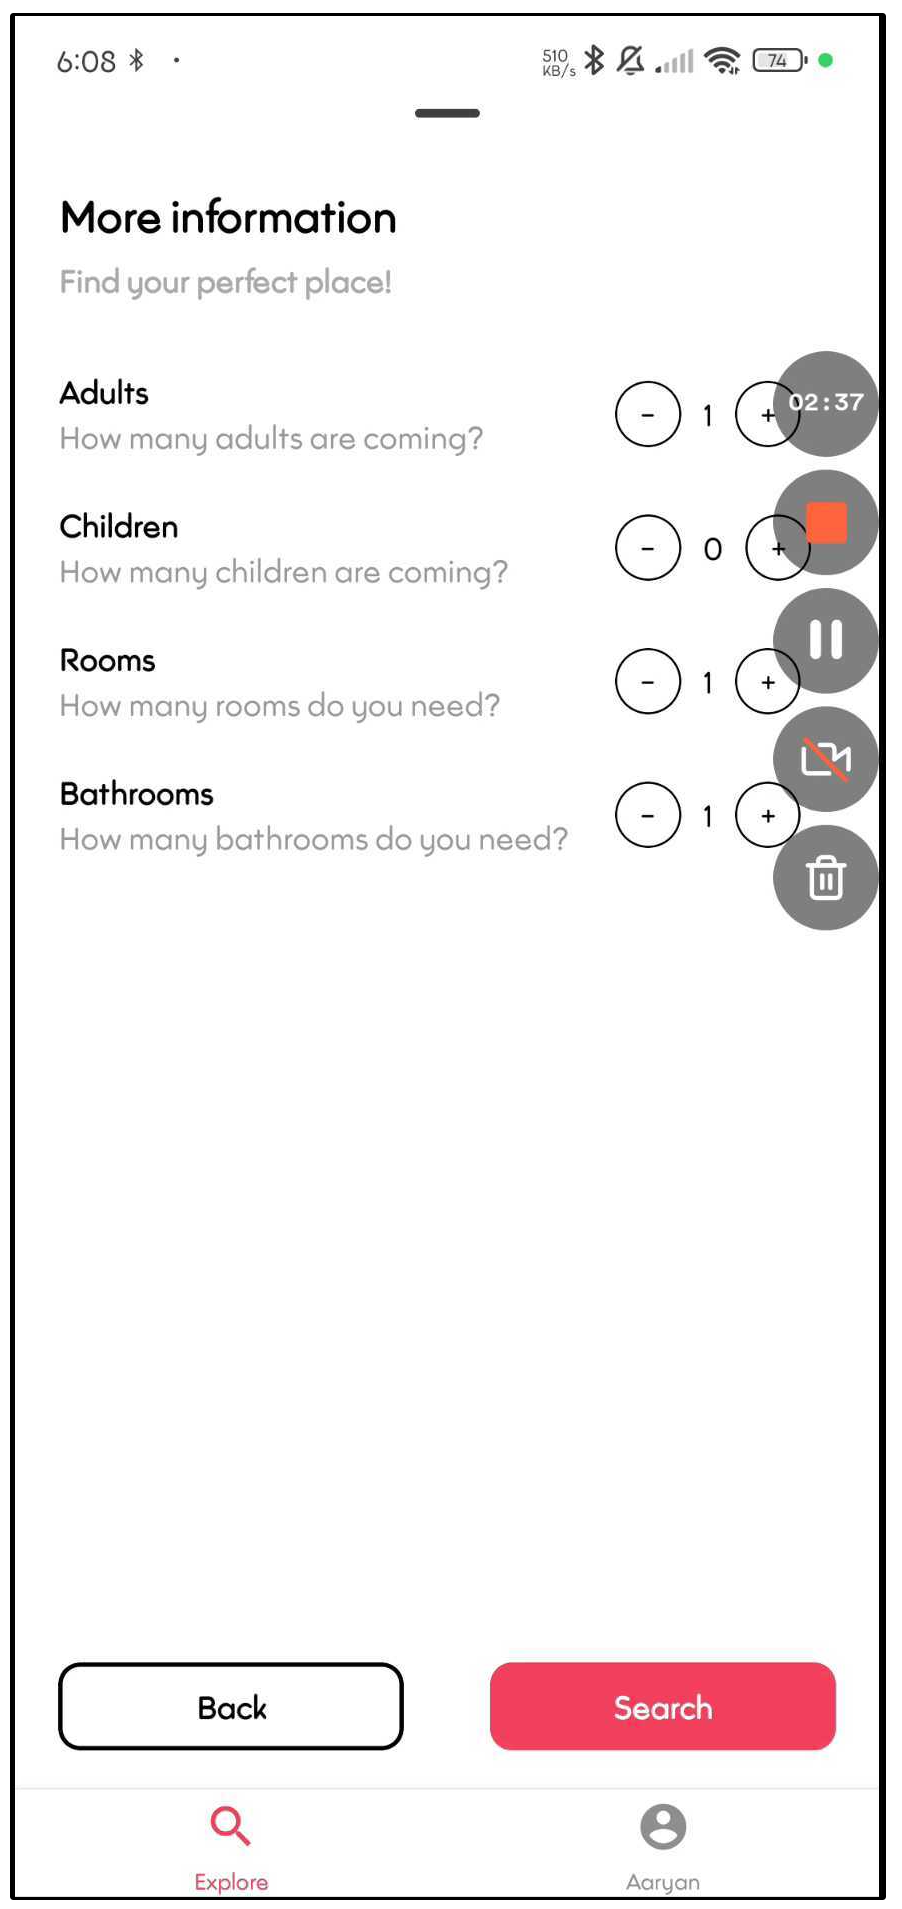 6:08
510
KB/s
74
More information
Find your perfect place!
Adults
How many adults are coming?
- 1 +
02:37
Children
How many children are coming?
- 0 +
Rooms
How many rooms do you need?
- 1 +
Bathrooms
How many bathrooms do you need?
- 1 +
Back
Search
Explore
Aaryan